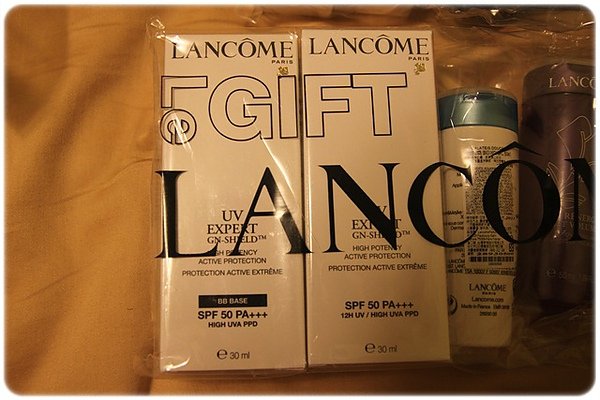 LANCÔME
PARIS
LANCÔME
PARIS
LANCÔ
GIFT
LANCÔM
UV
EXPERT
GN-SHIELD™
HIGH POTENCY
ACTIVE PROTECTION
PROTECTION ACTIVE EXTRÊME
BB BASE
SPF 50 PA+++
HIGH UVA PPD
e 30 ml
UV
EXPERT
GN-SHIELD™
HIGH POTENCY
ACTIVE PROTECTION
PROTECTION ACTIVE EXTRÊME
SPF 50 PA+++
12H UV / HIGH UVA PPD
e 30 ml
LANCÔME
PARIS
Lancome.com
Made in France